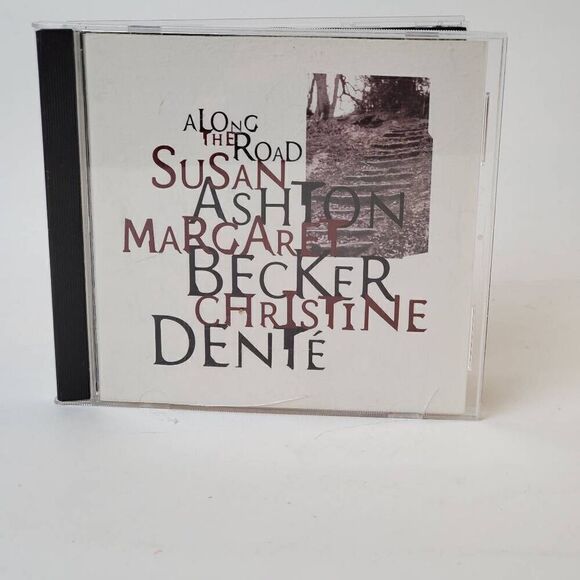 ALONG
THE ROAD
SUSAN
ASHTON
MARGARET
BECKER
CHRISTINE
DENTÉ